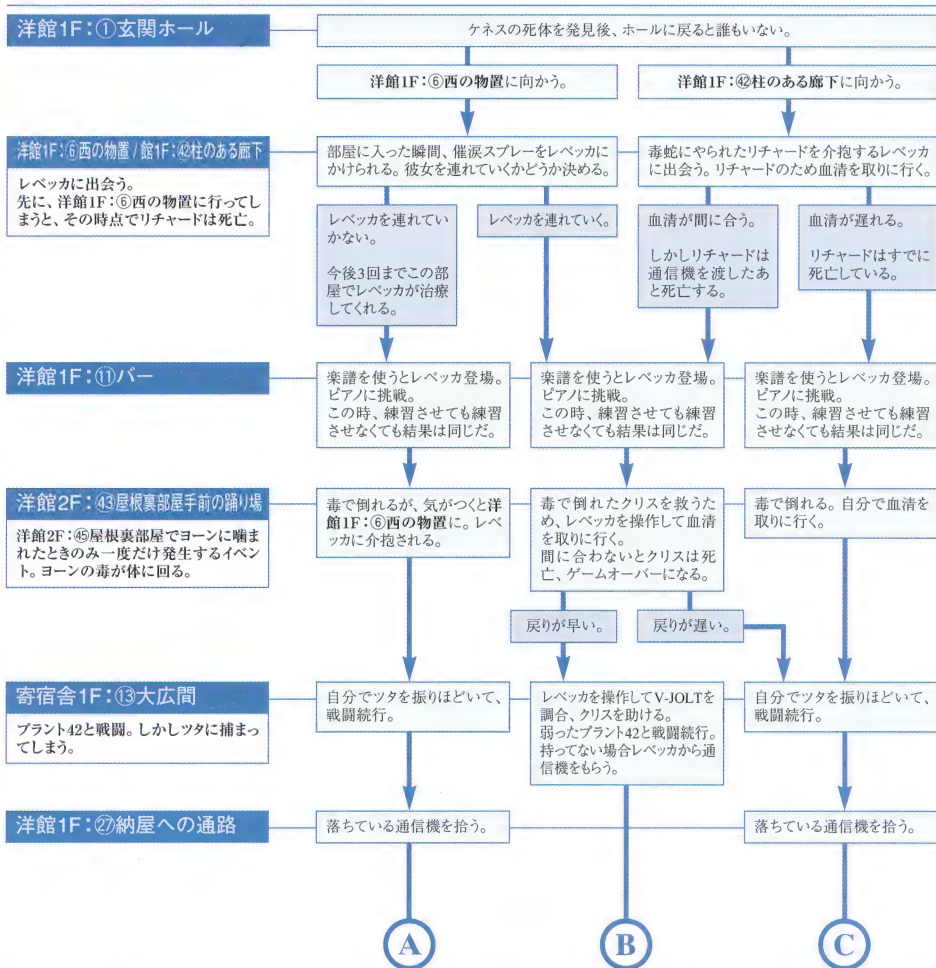 洋館1F:①玄関ホール
ケネスの死体を発見後、ホールに戻ると誰もいない。
洋館1F:⑥西の物置に向かう。
洋館1F:㊷柱のある廊下に向かう。
洋館1F:⑥西の物置/館1F:㊷柱のある廊下
レベッカに出会う。
先に、洋館1F:⑥西の物置に行ってし
まうと、その時点でリチャードは死亡。
部屋に入った瞬間、催涙スプレーをレベッカに
かけられる。彼女を連れていくかどうか決める。
毒蛇にやられたリチャードを介抱するレベッカ
に出会う。リチャードのため血清を取りに行く。
レベッカを連れてい
かない。
今後3回までこの部
屋でレベッカが治療
してくれる。
レベッカを連れていく。
血清が間に合う。
しかしリチャードは
通信機を渡したあ
と死亡する。
血清が遅れる。
リチャードはすでに
死亡している。
洋館1F:⑪バー
楽譜を使うとレベッカ登場。
ピアノに挑戦。
この時、練習させても練習
させなくても結果は同じだ。
楽譜を使うとレベッカ登場。
ピアノに挑戦。
この時、練習させても練習
させなくても結果は同じだ。
楽譜を使うとレベッカ登場。
ピアノに挑戦。
この時、練習させても練習
させなくても結果は同じだ。
洋館2F:㊸屋根裏部屋手前の踊り場
洋館2F:㊺屋根裏部屋でヨーンに噛ま
れたときのみ一度だけ発生するイベン
ト。ヨーンの毒が体に回る。
毒で倒れるが、気がつくと洋
館1F:⑥西の物置に。レベ
ッカに介抱される。
毒で倒れたクリスを救うた
め、レベッカを操作して血清
を取りに行く。
間に合わないとクリスは死
亡、ゲームオーバーになる。
毒で倒れる。自分で血清を
取りに行く。
戻りが早い。
戻りが遅い。
寄宿舎1F:⑬大広間
プラント42と戦闘。しかしツタに捕まっ
てしまう。
自分でツタを振りほどいて、
戦闘続行。
レベッカを操作してV-JOLTを
調合、クリスを助ける。
弱ったプラント42と戦闘続行。
持ってない場合レベッカから通
信機をもらう。
自分でツタを振りほどいて、
戦闘続行。
洋館1F:㉗納屋への通路
落ちている通信機を拾う。
落ちている通信機を拾う。
A
B
C